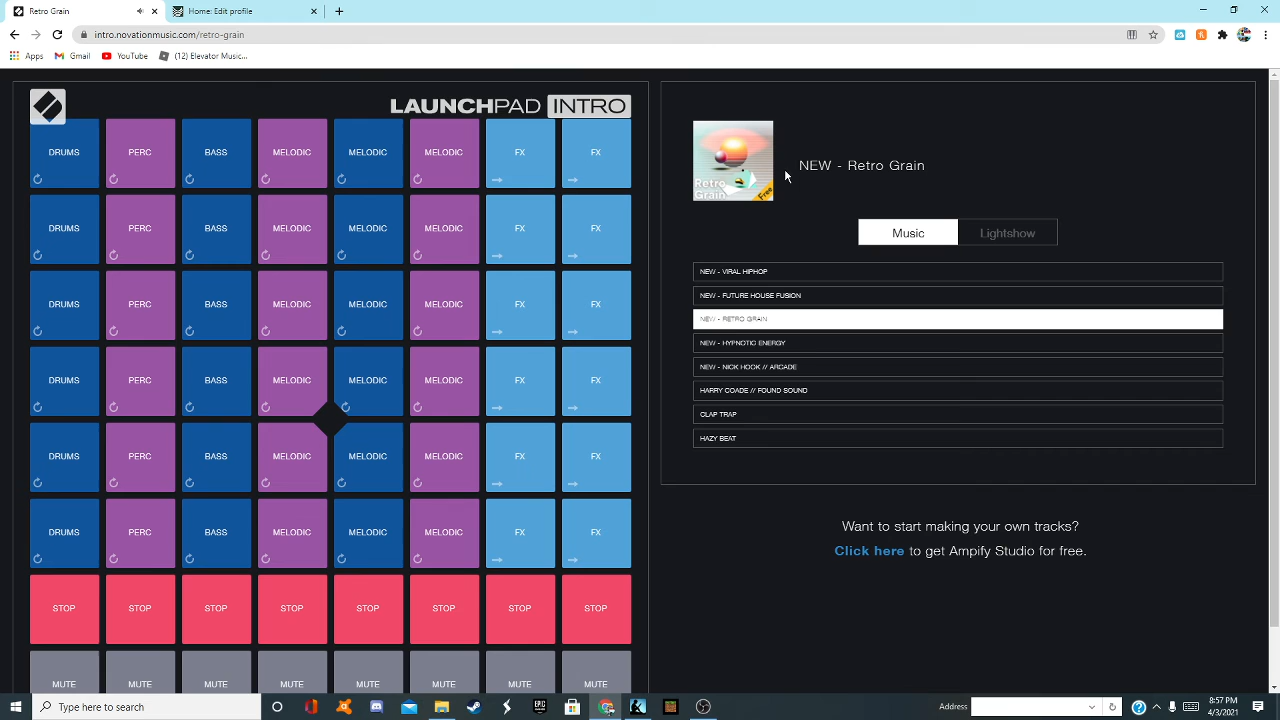 Retro Grain
Home: Edit profile
intro.novationmusic.com/retro-grain
Apps
Gmail
YouTube
(12) Elevator Music...
LAUNCHPAD INTRO
DRUMS PERC BASS MELODIC MELODIC MELODIC FX FX
DRUMS PERC BASS MELODIC MELODIC MELODIC FX FX
DRUMS PERC BASS MELODIC MELODIC MELODIC FX FX
DRUMS PERC BASS MELODIC MELODIC MELODIC FX FX
DRUMS PERC BASS MELODIC MELODIC MELODIC FX FX
DRUMS PERC BASS MELODIC MELODIC MELODIC FX FX
STOP STOP STOP STOP STOP STOP STOP STOP
MUTE MUTE MUTE MUTE MUTE MUTE MUTE MUTE
Retro
Grain
Free
NEW - Retro Grain
Music
Lightshow
NEW - VIRAL HIPHOP
NEW - FUTURE HOUSE FUSION
NEW - RETRO GRAIN
NEW - HYPNOTIC ENERGY
NEW - NICK HOOK // ARCADE
HARRY COADE // FOUND SOUND
CLAP TRAP
HAZY BEAT
Want to start making your own tracks?
Click here to get Ampify Studio for free.
Type here to search
EPIC
Address
8:57 PM
4/3/2021